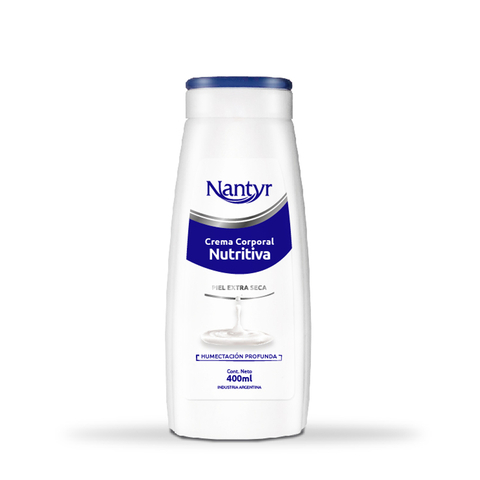 Nantyr
Crema Corporal
Nutritiva
PIEL EXTRA SECA
HUMECTACIÓN PROFUNDA
Cont. Neto
400ml
INDUSTRIA ARGENTINA